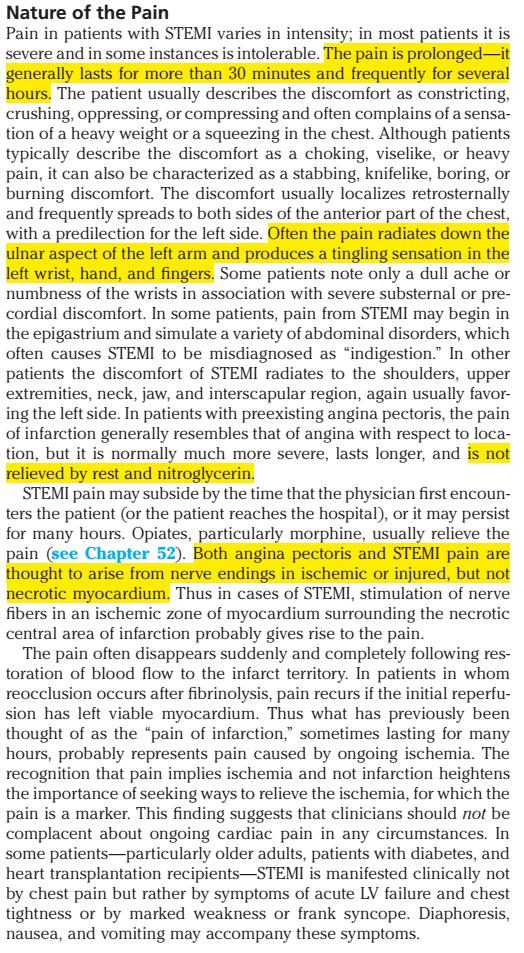 Nature of the Pain
Pain in patients with STEMI varies in intensity; in most patients it is
severe and in some instances is intolerable. The pain is prolonged—it
generally lasts for more than 30 minutes and frequently for several
hours. The patient usually describes the discomfort as constricting,
crushing, oppressing, or compressing and often complains of a sensa-
tion of a heavy weight or a squeezing in the chest. Although patients
typically describe the discomfort as a choking, viselike, or heavy
pain, it can also be characterized as a stabbing, knifelike, boring, or
burning discomfort. The discomfort usually localizes retrosternally
and frequently spreads to both sides of the anterior part of the chest,
with a predilection for the left side. Often the pain radiates down the
ulnar aspect of the left arm and produces a tingling sensation in the
left wrist, hand, and fingers. Some patients note only a dull ache or
numbness of the wrists in association with severe substernal or pre-
cordial discomfort. In some patients, pain from STEMI may begin in
the epigastrium and simulate a variety of abdominal disorders, which
often causes STEMI to be misdiagnosed as “indigestion.” In other
patients the discomfort of STEMI radiates to the shoulders, upper
extremities, neck, jaw, and interscapular region, again usually favor-
ing the left side. In patients with preexisting angina pectoris, the pain
of infarction generally resembles that of angina with respect to loca-
tion, but it is normally much more severe, lasts longer, and is not
relieved by rest and nitroglycerin.
STEMI pain may subside by the time that the physician first encoun-
ters the patient (or the patient reaches the hospital), or it may persist
for many hours. Opiates, particularly morphine, usually relieve the
pain (see Chapter 52). Both angina pectoris and STEMI pain are
thought to arise from nerve endings in ischemic or injured, but not
necrotic myocardium. Thus in cases of STEMI, stimulation of nerve
fibers in an ischemic zone of myocardium surrounding the necrotic
central area of infarction probably gives rise to the pain.
The pain often disappears suddenly and completely following res-
toration of blood flow to the infarct territory. In patients in whom
reocclusion occurs after fibrinolysis, pain recurs if the initial reperfu-
sion has left viable myocardium. Thus what has previously been
thought of as the “pain of infarction,” sometimes lasting for many
hours, probably represents pain caused by ongoing ischemia. The
recognition that pain implies ischemia and not infarction heightens
the importance of seeking ways to relieve the ischemia, for which the
pain is a marker. This finding suggests that clinicians should not be
complacent about ongoing cardiac pain in any circumstances. In
some patients—particularly older adults, patients with diabetes, and
heart transplantation recipients—STEMI is manifested clinically not
by chest pain but rather by symptoms of acute LV failure and chest
tightness or by marked weakness or frank syncope. Diaphoresis,
nausea, and vomiting may accompany these symptoms.